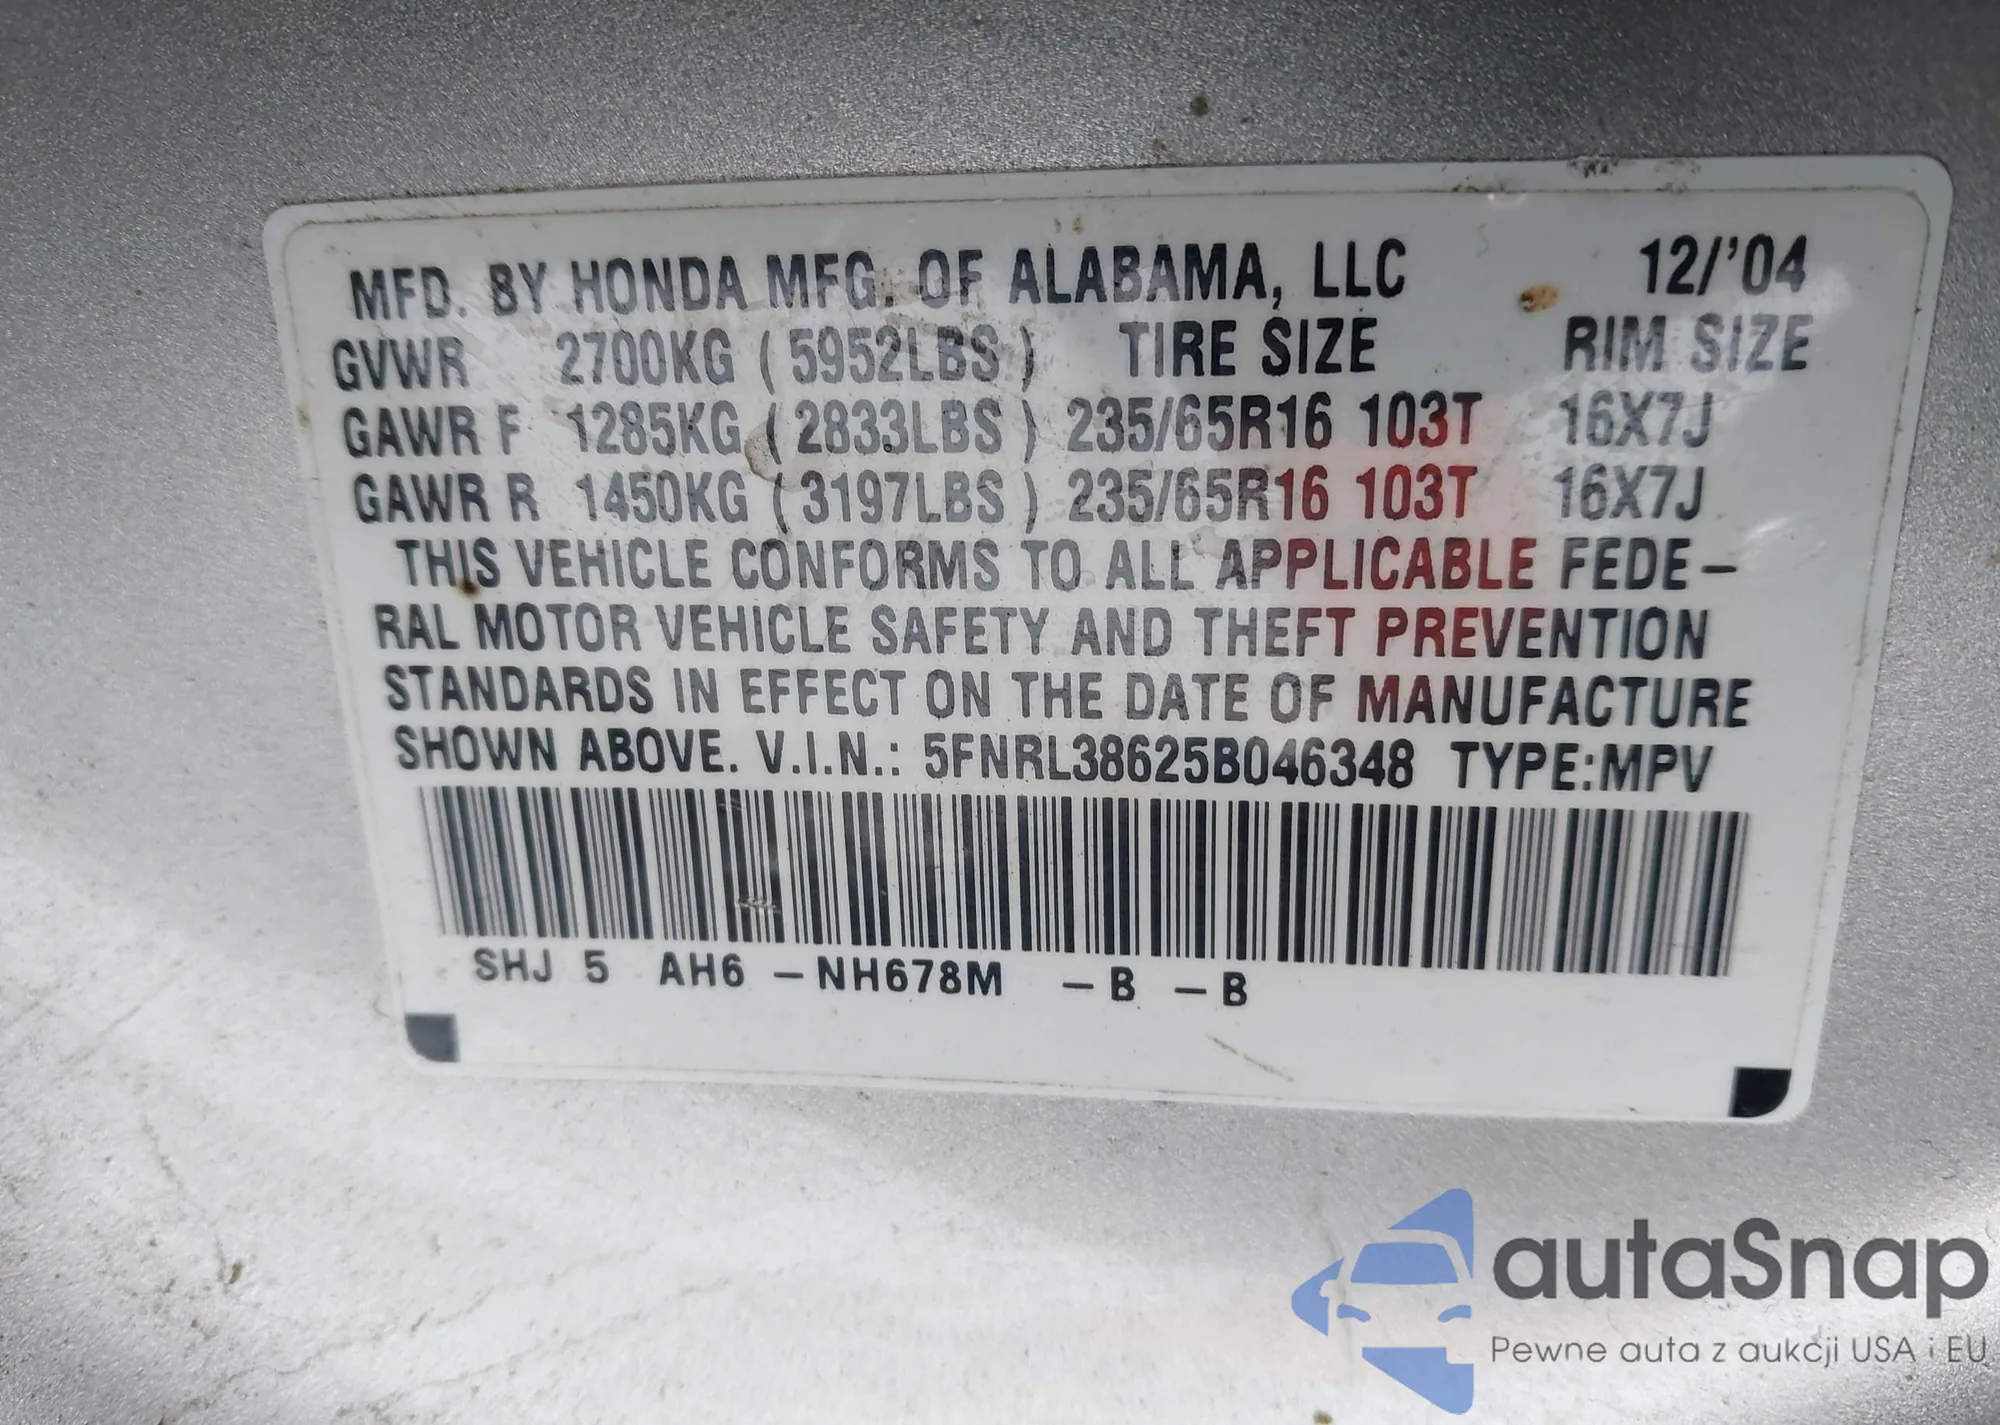 MFD. BY HONDA MFG. OF ALABAMA, LLC 12/'04
GVWR 2700KG ( 5952LBS ) TIRE SIZE RIM SIZE
GAWR F 1285KG ( 2833LBS ) 235/65R16 103T 16X7J
GAWR R 1450KG ( 3197LBS ) 235/65R16 103T 16X7J
THIS VEHICLE CONFORMS TO ALL APPLICABLE FEDE-
RAL MOTOR VEHICLE SAFETY AND THEFT PREVENTION
STANDARDS IN EFFECT ON THE DATE OF MANUFACTURE
SHOWN ABOVE. V.I.N.: 5FNRL38625B046348 TYPE:MPV
SHJ 5 AH6 -NH678M -B -B
autaSnap
Pewne auta z aukcji USA i EU